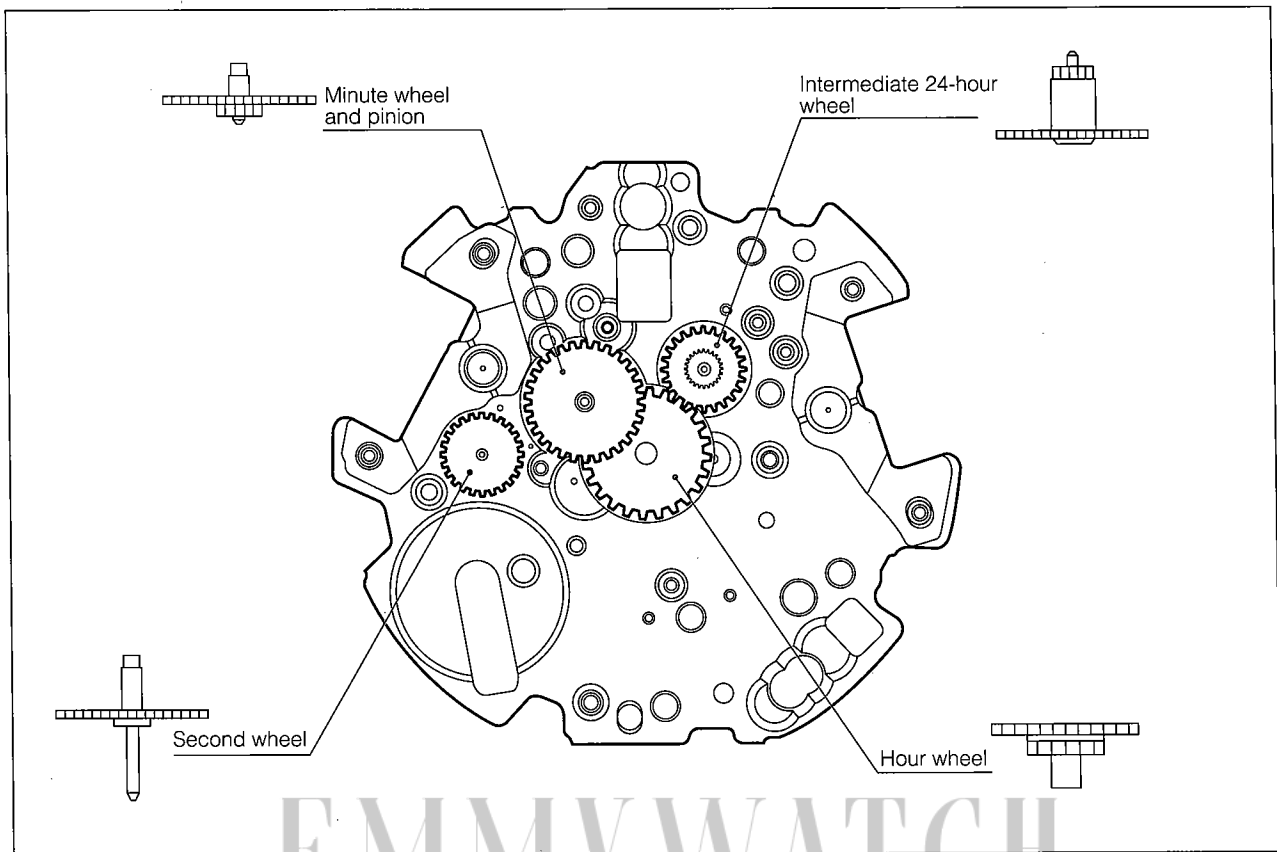 Minute wheel
and pinion
Intermediate 24-hour
wheel
Second wheel
Hour wheel
EMMYWATCH